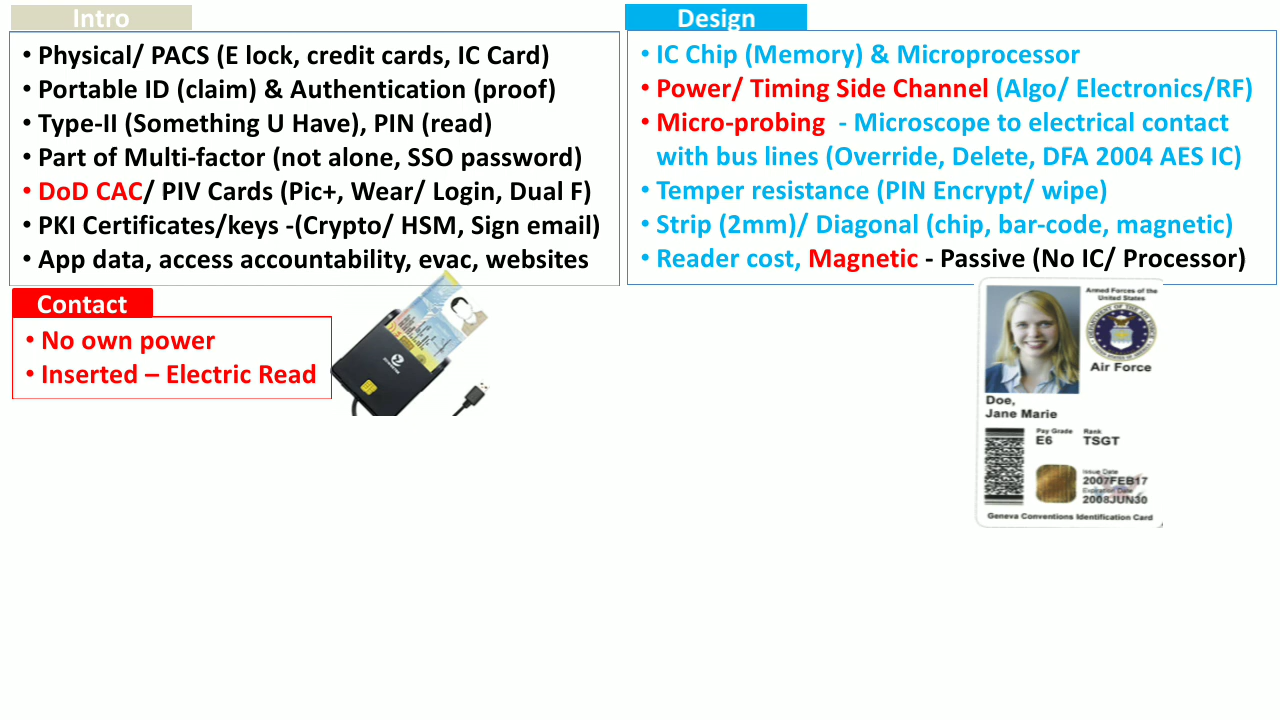 Intro
• Physical/ PACS (E lock, credit cards, IC Card)
• Portable ID (claim) & Authentication (proof)
• Type-II (Something U Have), PIN (read)
• Part of Multi-factor (not alone, SSO password)
• DoD CAC/ PIV Cards (Pic+, Wear/ Login, Dual F)
• PKI Certificates/keys -(Crypto/ HSM, Sign email)
• App data, access accountability, evac, websites
Design
• IC Chip (Memory) & Microprocessor
• Power/ Timing Side Channel (Algo/ Electronics/RF)
• Micro-probing - Microscope to electrical contact
with bus lines (Override, Delete, DFA 2004 AES IC)
• Temper resistance (PIN Encrypt/ wipe)
• Strip (2mm)/ Diagonal (chip, bar-code, magnetic)
• Reader cost, Magnetic - Passive (No IC/ Processor)
Contact
• No own power
• Inserted – Electric Read
Armed Forces of the
United States
Air Force
Doe,
Jane Marie
Pay Grade Rank
E6 TSGT
Issue Date
2007FEB17
Expiration Date
2008JUN30
Geneva Conventions Identification Card